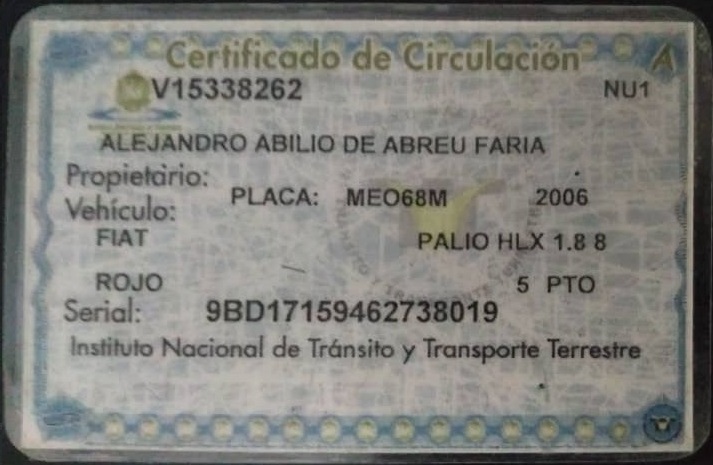 Certificado de Circulación A
V15338262 NU1
ALEJANDRO ABILIO DE ABREU FARIA
Propietario:
PLACA: MEO68M 2006
Vehículo:
FIAT PALIO HLX 1.8 8
ROJO 5 PTO
Serial: 9BD17159462738019
Instituto Nacional de Tránsito y Transporte Terrestre